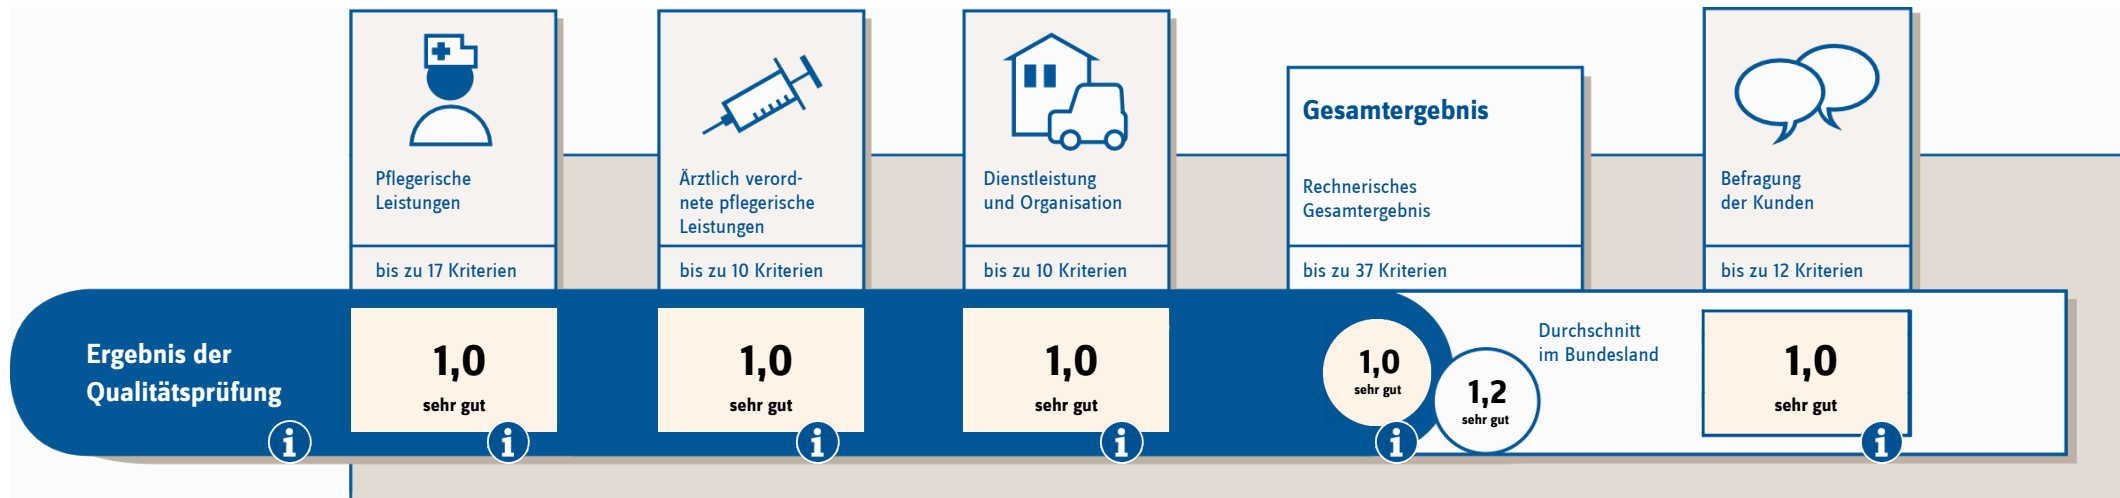 Pflegerische
Leistungen
bis zu 17 Kriterien
Ärztlich verord-
nete pflegerische
Leistungen
bis zu 10 Kriterien
Dienstleistung
und Organisation
bis zu 10 Kriterien
Gesamtergebnis
Rechnerisches
Gesamtergebnis
bis zu 37 Kriterien
Befragung
der Kunden
bis zu 12 Kriterien
Ergebnis der
Qualitätsprüfung
i
1,0
sehr gut
i
1,0
sehr gut
i
1,0
sehr gut
i
1,0
sehr gut
i
1,2
sehr gut
Durchschnitt
im Bundesland
1,0
sehr gut
i